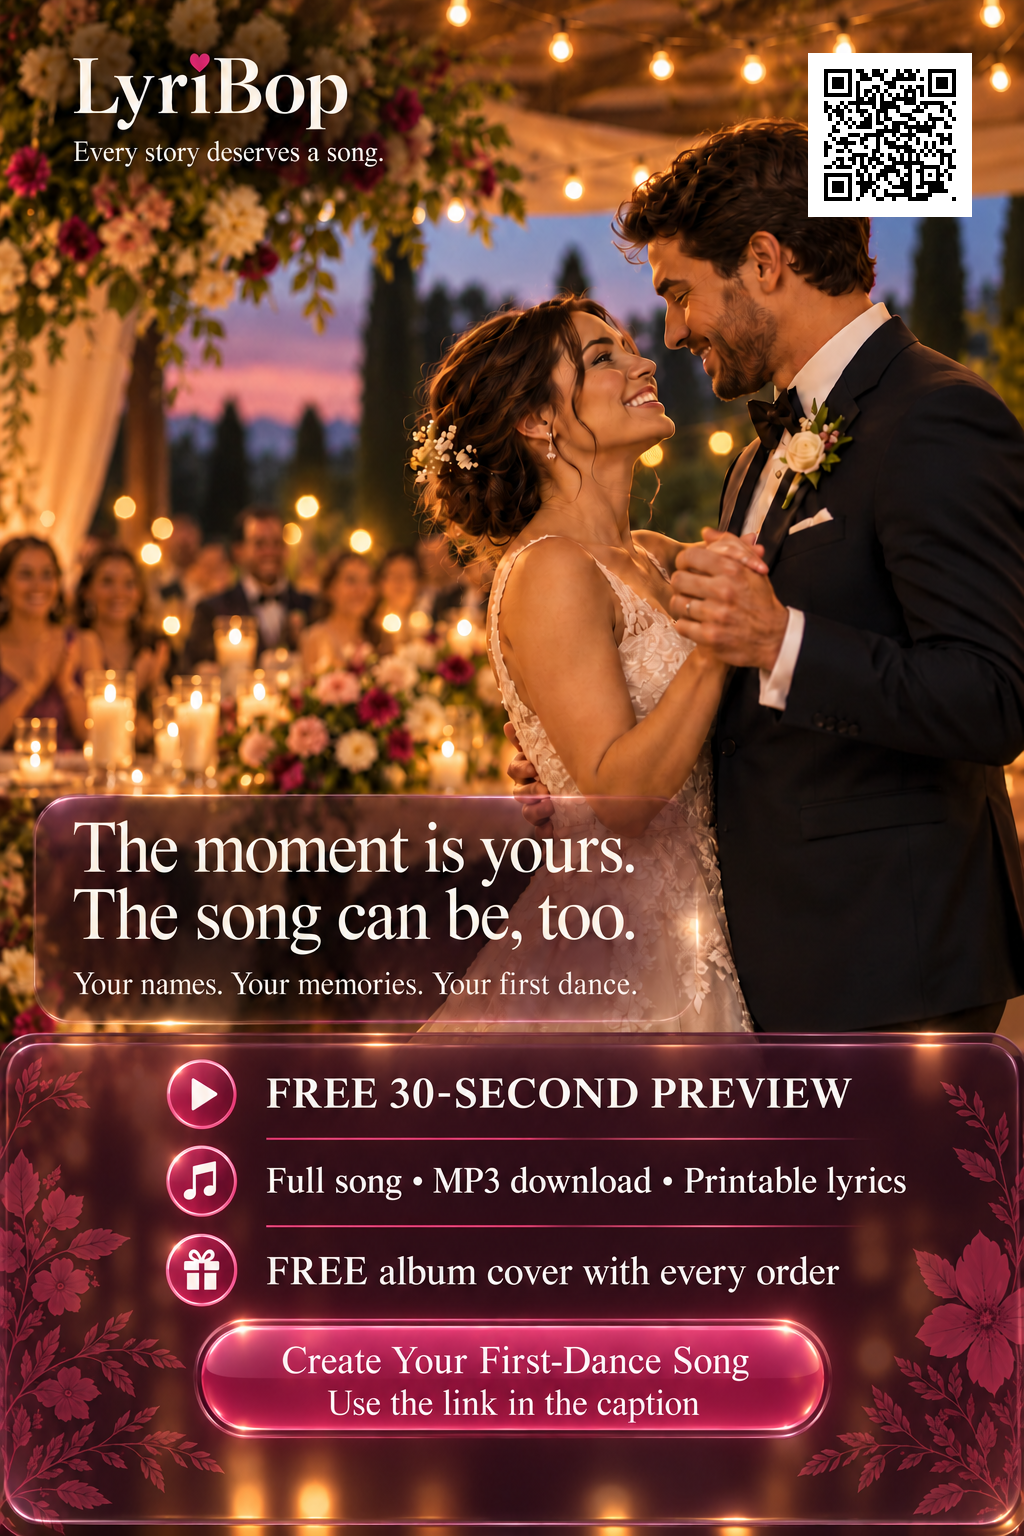 LyriBop
Every story deserves a song.
The moment is yours.
The song can be, too.
Your names. Your memories. Your first dance.
FREE 30-SECOND PREVIEW
Full song • MP3 download • Printable lyrics
FREE album cover with every order
Create Your First-Dance Song
Use the link in the caption